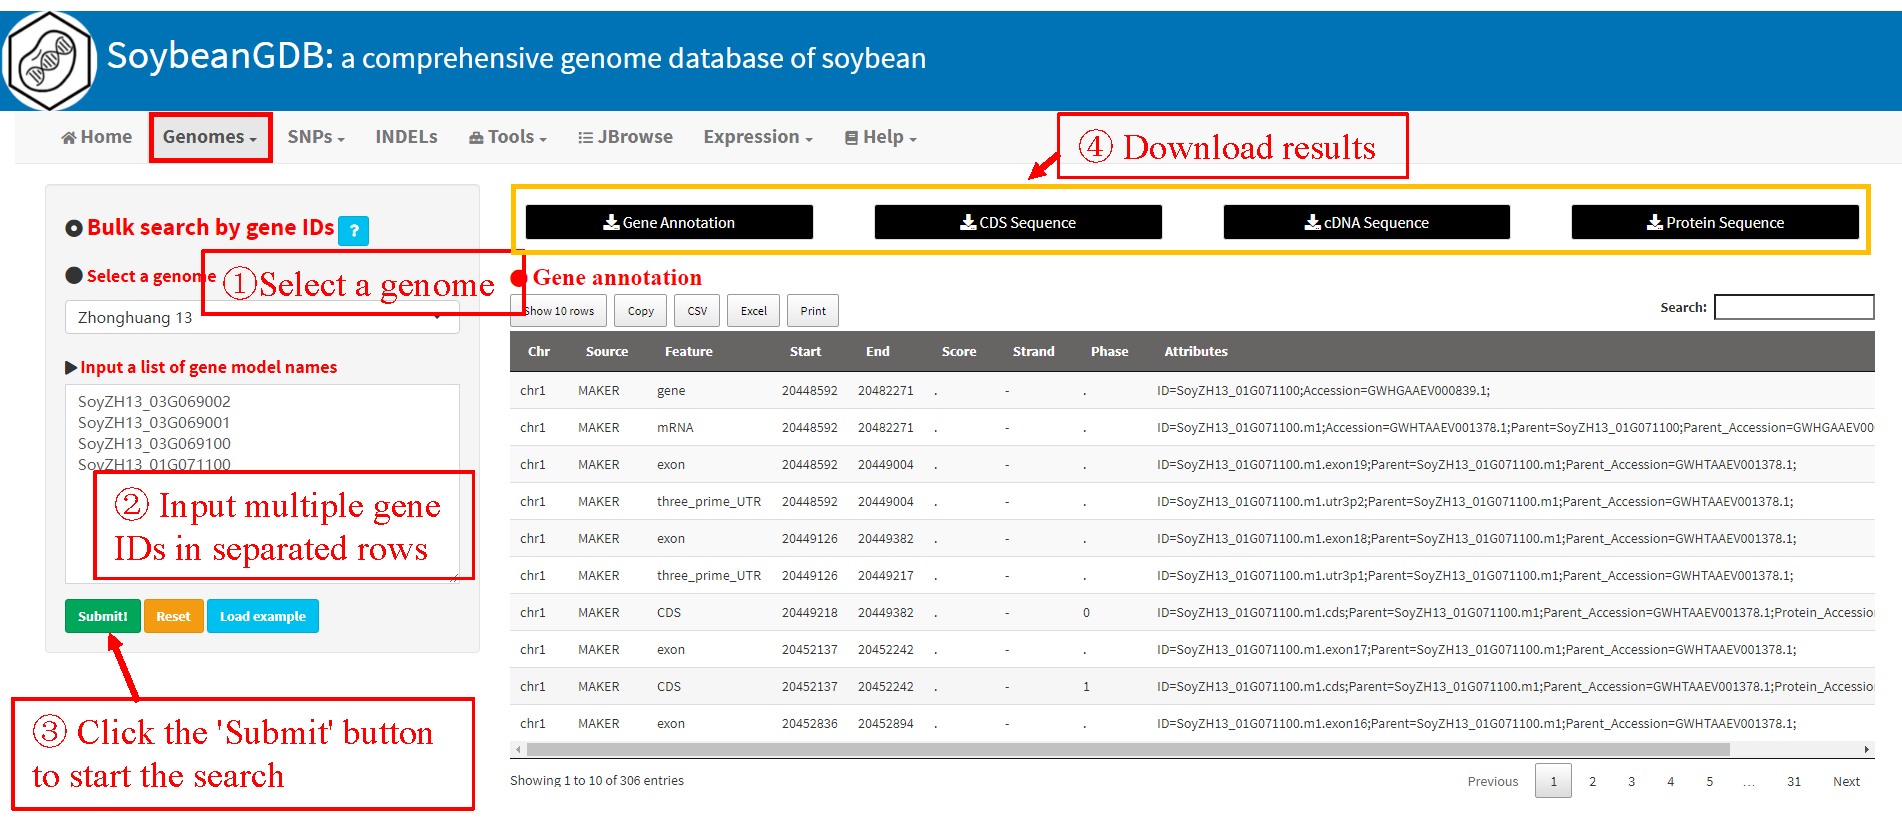 SoybeanGDB: a comprehensive genome database of soybean
Home Genomes SNPs INDELs Tools JBrowse Expression Help
④ Download results
Bulk search by gene IDs ?
Select a genome
①Select a genome
Zhonghuang 13
Input a list of gene model names
SoyZH13_03G069002
SoyZH13_03G069001
SoyZH13_03G069100
SoyZH13_01G071100
② Input multiple gene
IDs in separated rows
Submit! Reset Load example
③ Click the 'Submit' button
to start the search
Gene Annotation CDS Sequence cDNA Sequence Protein Sequence
Gene annotation
Show 10 rows Copy CSV Excel Print Search:
Chr Source Feature Start End Score Strand Phase Attributes
chr1 MAKER gene 20448592 20482271 . - . ID=SoyZH13_01G071100;Accession=GWHGAAEV000839.1;
chr1 MAKER mRNA 20448592 20482271 . - . ID=SoyZH13_01G071100.m1;Accession=GWHTAAEV001378.1;Parent=SoyZH13_01G071100;Parent_Accession=GWHGAAEV00
chr1 MAKER exon 20448592 20449004 . - . ID=SoyZH13_01G071100.m1.exon19;Parent=SoyZH13_01G071100.m1;Parent_Accession=GWHTAAEV001378.1;
chr1 MAKER three_prime_UTR 20448592 20449004 . - . ID=SoyZH13_01G071100.m1.utr3p2;Parent=SoyZH13_01G071100.m1;Parent_Accession=GWHTAAEV001378.1;
chr1 MAKER exon 20449126 20449382 . - . ID=SoyZH13_01G071100.m1.exon18;Parent=SoyZH13_01G071100.m1;Parent_Accession=GWHTAAEV001378.1;
chr1 MAKER three_prime_UTR 20449126 20449217 . - . ID=SoyZH13_01G071100.m1.utr3p1;Parent=SoyZH13_01G071100.m1;Parent_Accession=GWHTAAEV001378.1;
chr1 MAKER CDS 20449218 20449382 . - 0 ID=SoyZH13_01G071100.m1.cds;Parent=SoyZH13_01G071100.m1;Parent_Accession=GWHTAAEV001378.1;Protein_Accession
chr1 MAKER exon 20452137 20452242 . - . ID=SoyZH13_01G071100.m1.exon17;Parent=SoyZH13_01G071100.m1;Parent_Accession=GWHTAAEV001378.1;
chr1 MAKER CDS 20452137 20452242 . - 1 ID=SoyZH13_01G071100.m1.cds;Parent=SoyZH13_01G071100.m1;Parent_Accession=GWHTAAEV001378.1;Protein_Accession
chr1 MAKER exon 20452836 20452894 . - . ID=SoyZH13_01G071100.m1.exon16;Parent=SoyZH13_01G071100.m1;Parent_Accession=GWHTAAEV001378.1;
Showing 1 to 10 of 306 entries Previous 1 2 3 4 5 … 31 Next